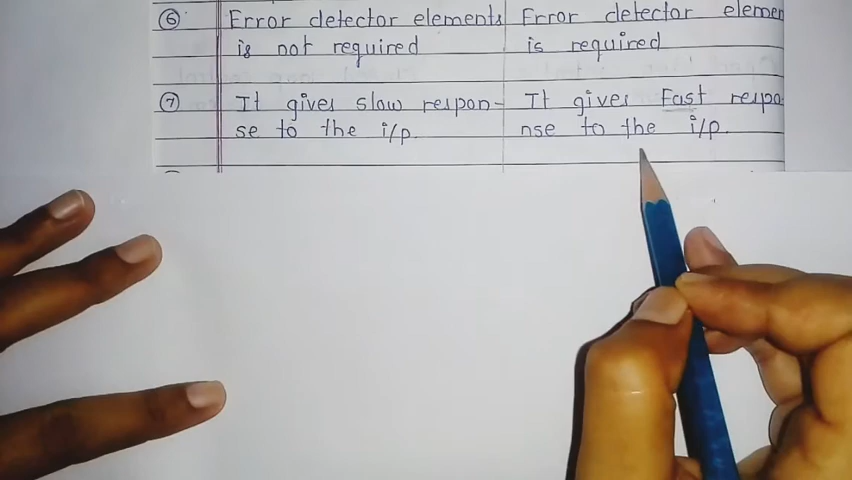 ⑥ Error detector elements Error detector elemen
is not required is required
⑦ It gives slow respon- It gives Fast respo
se to the i/p. nse to the i/p.